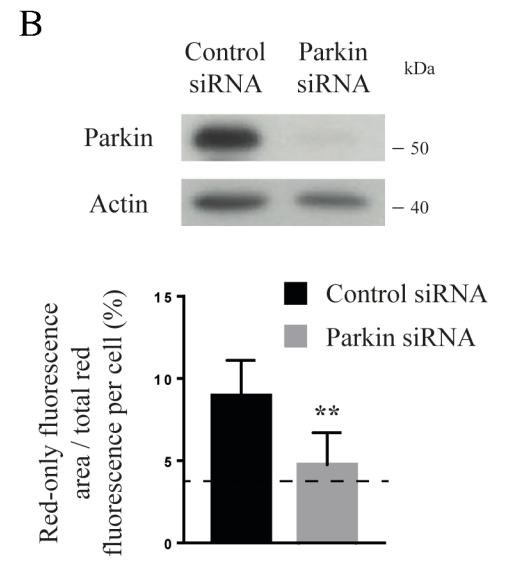 B
Control Parkin
siRNA siRNA kDa
Parkin – 50
Actin – 40
Control siRNA
Parkin siRNA
Red-only fluorescence
area / total red
fluorescence per cell (%)
15
10
5
0
**